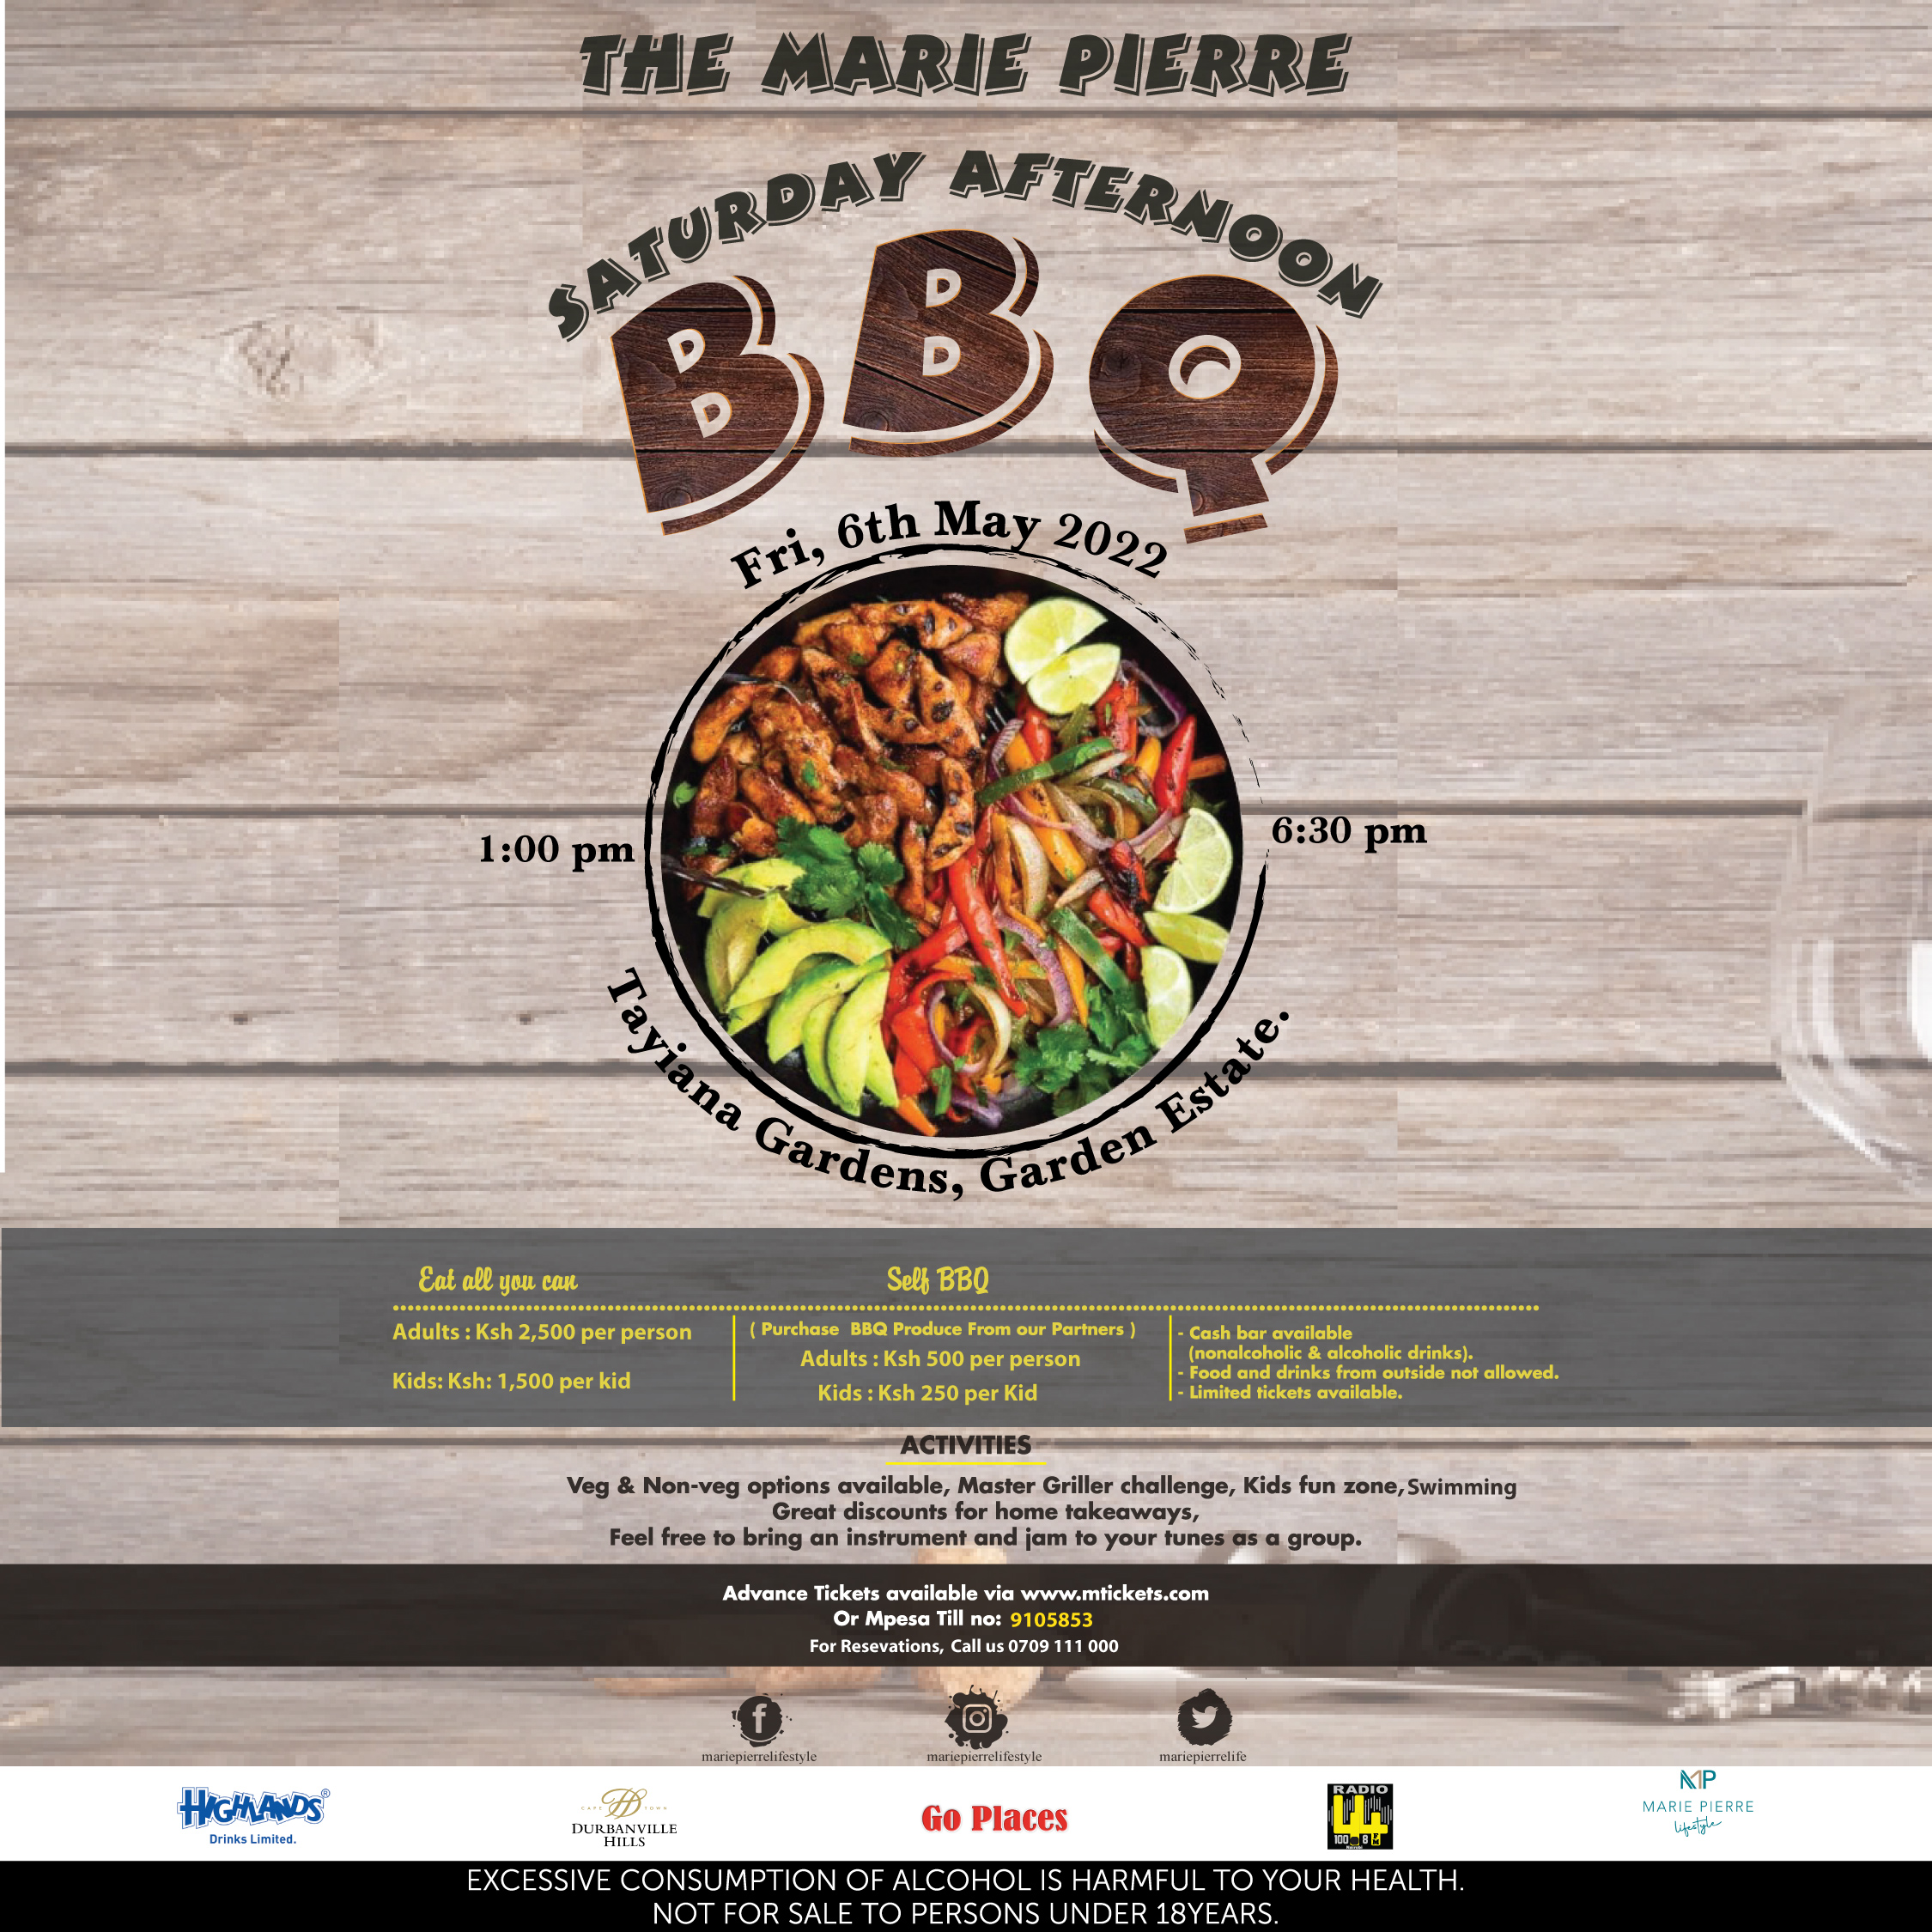 THE MARIE PIERRE
SATURDAY AFTERNOON
BBQ
Fri, 6th May 2022
1:00 pm
6:30 pm
Tayiana Gardens, Garden Estate.
Eat all you can
Adults : Ksh 2,500 per person
Kids: Ksh: 1,500 per kid
Self BBQ
( Purchase BBQ Produce From our Partners )
Adults : Ksh 500 per person
Kids : Ksh 250 per Kid
- Cash bar available
(nonalcoholic & alcoholic drinks).
- Food and drinks from outside not allowed.
- Limited tickets available.
ACTIVITIES
Veg & Non-veg options available, Master Griller challenge, Kids fun zone, Swimming
Great discounts for home takeaways,
Feel free to bring an instrument and jam to your tunes as a group.
Advance Tickets available via www.mtickets.com
Or Mpesa Till no: 9105853
For Resevations, Call us 0709 111 000
mariepierrelifestyle
mariepierrelifestyle
mariepierrelife
HIGHLANDS®
Drinks Limited.
CAPE TOWN
DURBANVILLE
HILLS
Go Places
RADIO
44
100.8 FM
MP
MARIE PIERRE
lifestyle
EXCESSIVE CONSUMPTION OF ALCOHOL IS HARMFUL TO YOUR HEALTH.
NOT FOR SALE TO PERSONS UNDER 18YEARS.